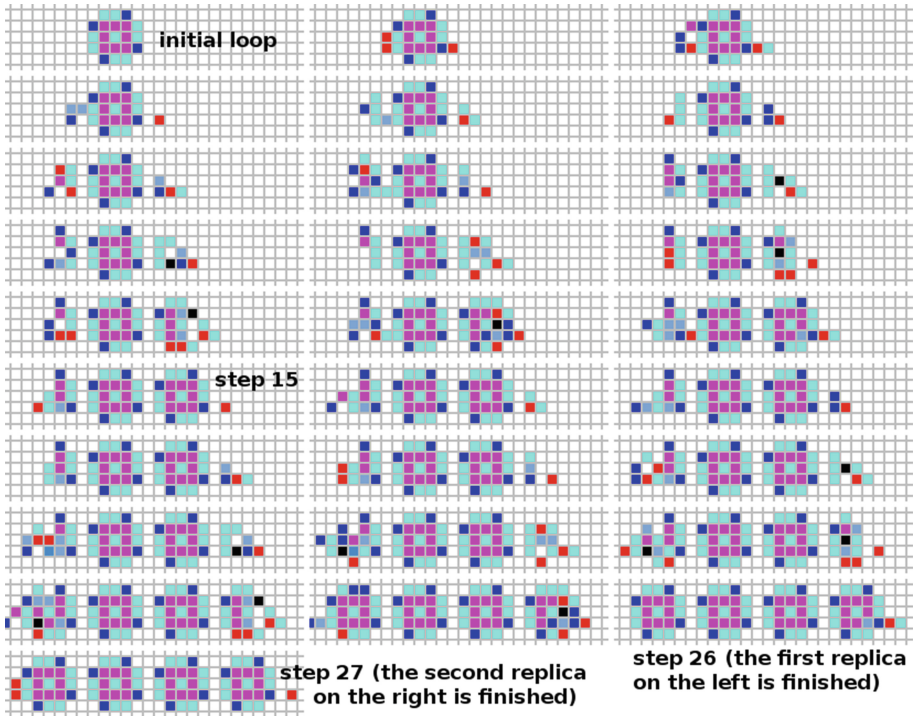 initial loop
step 15
step 27 (the second replica
on the right is finished)
step 26 (the first replica
on the left is finished)